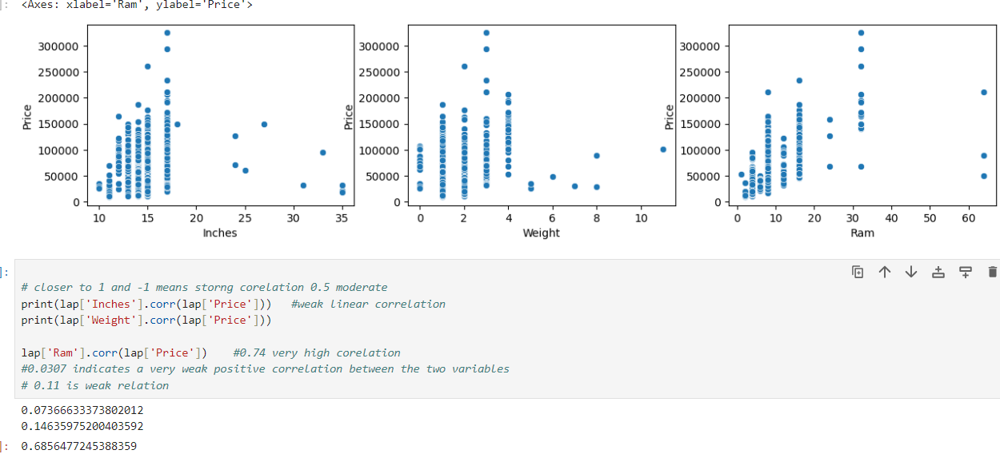 ]: <Axes: xlabel='Ram', ylabel='Price'>
300000
250000
200000
150000
100000
50000
0
Price
10 15 20 25 30 35
Inches
300000
250000
200000
150000
100000
50000
0
Price
0 2 4 6 8 10
Weight
300000
250000
200000
150000
100000
50000
0
Price
0 10 20 30 40 50 60
Ram
]:
# closer to 1 and -1 means storng corelation 0.5 moderate
print(lap['Inches'].corr(lap['Price'])) #weak linear correlation
print(lap['Weight'].corr(lap['Price']))
lap['Ram'].corr(lap['Price']) #0.74 very high corelation
#0.0307 indicates a very weak positive correlation between the two variables
# 0.11 is weak relation
0.07366633373802012
0.14635975200403592
]: 0.6856477245388359